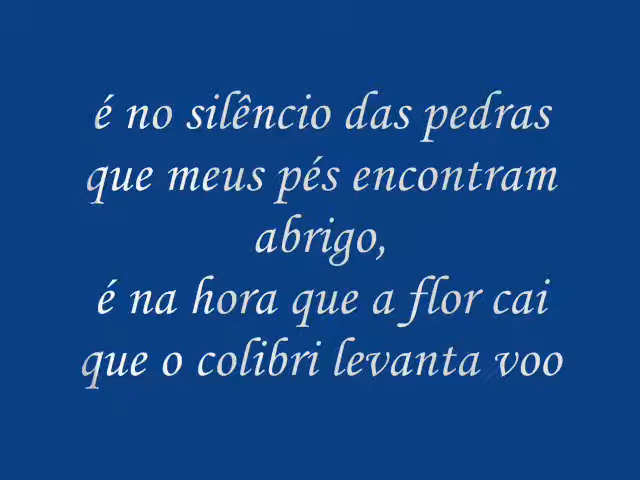 é no silêncio das pedras
que meus pés encontram
abrigo,
é na hora que a flor cai
que o colibri levanta voo